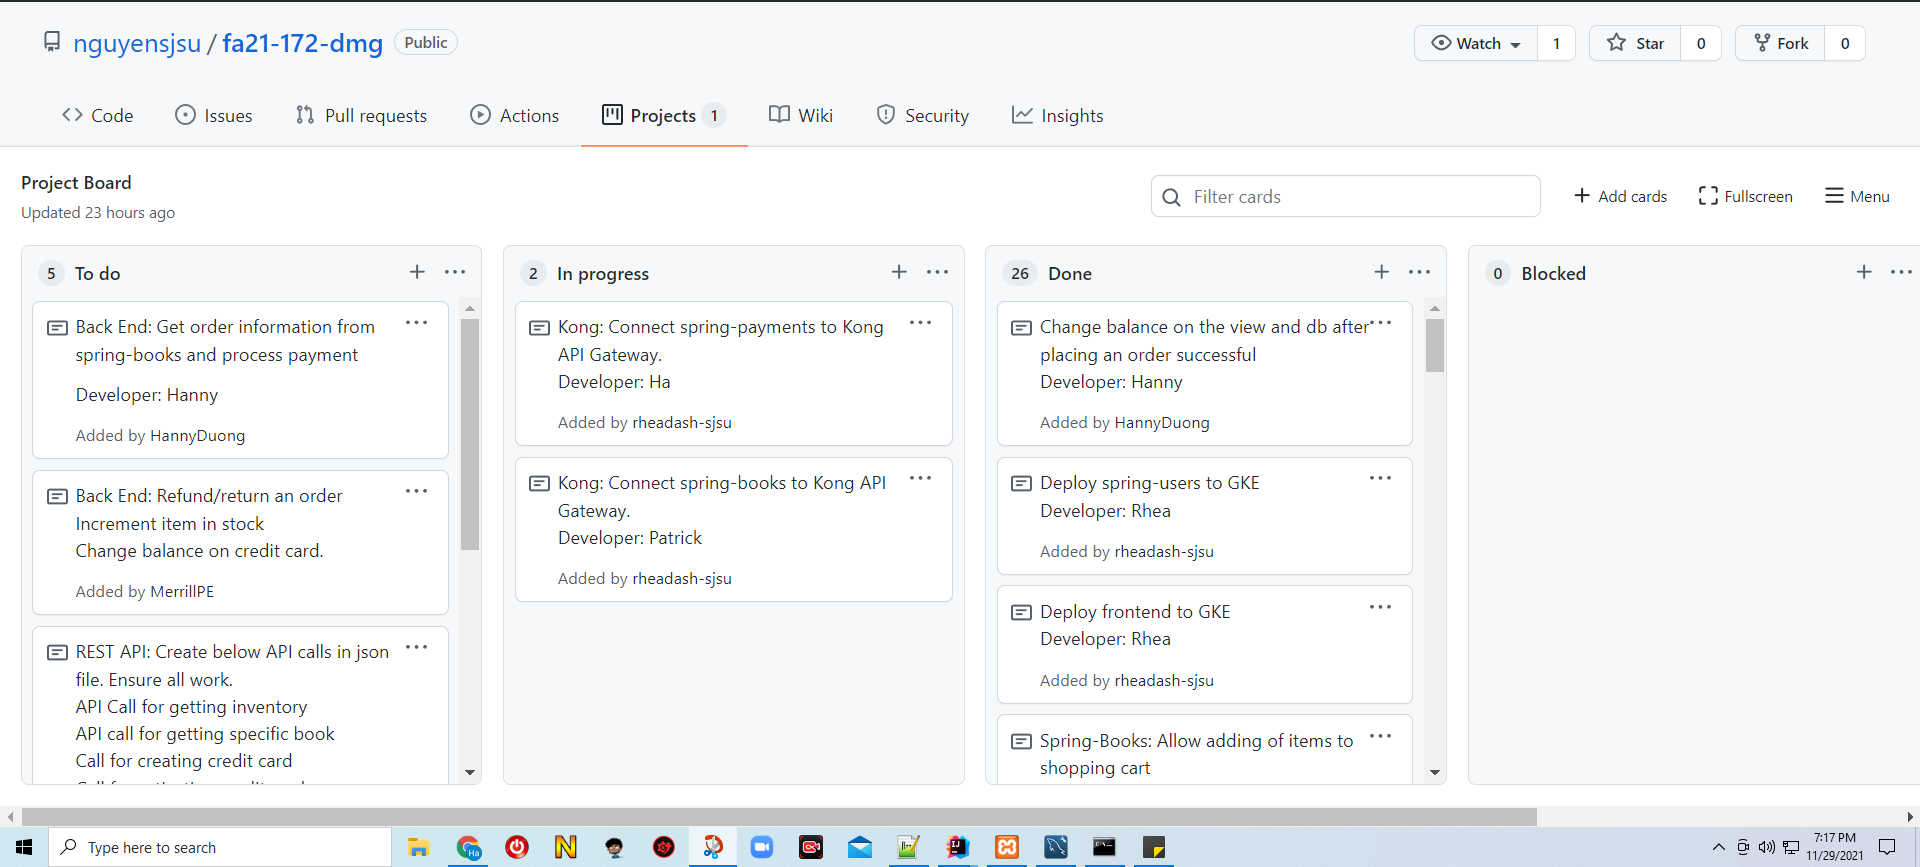 nguyensjsu / fa21-172-dmg Public
Watch 1 Star 0 Fork 0
Code Issues Pull requests Actions Projects 1 Wiki Security Insights
Project Board
Updated 23 hours ago
Filter cards
Add cards Fullscreen Menu
5 To do
Back End: Get order information from
spring-books and process payment
Developer: Hanny
Added by HannyDuong
Back End: Refund/return an order
Increment item in stock
Change balance on credit card.
Added by MerrillPE
REST API: Create below API calls in json
file. Ensure all work.
API Call for getting inventory
API call for getting specific book
Call for creating credit card
2 In progress
Kong: Connect spring-payments to Kong
API Gateway.
Developer: Ha
Added by rheadash-sjsu
Kong: Connect spring-books to Kong API
Gateway.
Developer: Patrick
Added by rheadash-sjsu
26 Done
Change balance on the view and db after
placing an order successful
Developer: Hanny
Added by HannyDuong
Deploy spring-users to GKE
Developer: Rhea
Added by rheadash-sjsu
Deploy frontend to GKE
Developer: Rhea
Added by rheadash-sjsu
Spring-Books: Allow adding of items to
shopping cart
0 Blocked
Type here to search
7:17 PM
11/29/2021